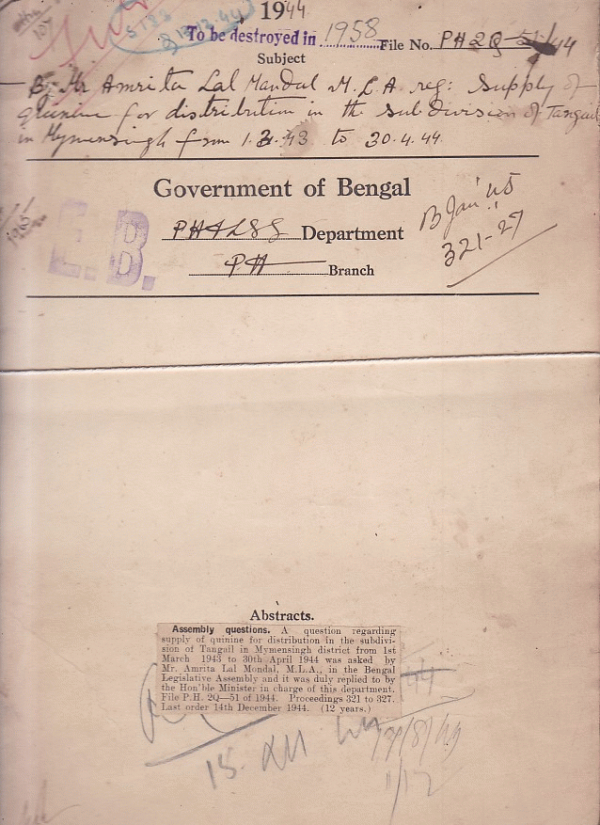 1944
To be destroyed in 1958 File No. PH 2Q-51/44
Subject
By Mr Amrita Lal Mandal M.L.A. reg: Supply of
quinine for distribution in the subdivision of Tangail
in Mymensingh from 1.3.43 to 30.4.44
Government of Bengal
PH & LSG Department
PH Branch
B Jan '45
321-27
E.B.
Abstracts.
Assembly questions. A question regarding
supply of quinine for distribution in the subdivi-
sion of Tangail in Mymensingh district from 1st
March 1943 to 30th April 1944 was asked by
Mr. Amrita Lal Mondal, M.L.A., in the Bengal
Legislative Assembly and it was duly replied to by
the Hon'ble Minister in charge of this department.
File P.H. 2Q—51 of 1944. Proceedings 321 to 327.
Last order 14th December 1944. (12 years.)